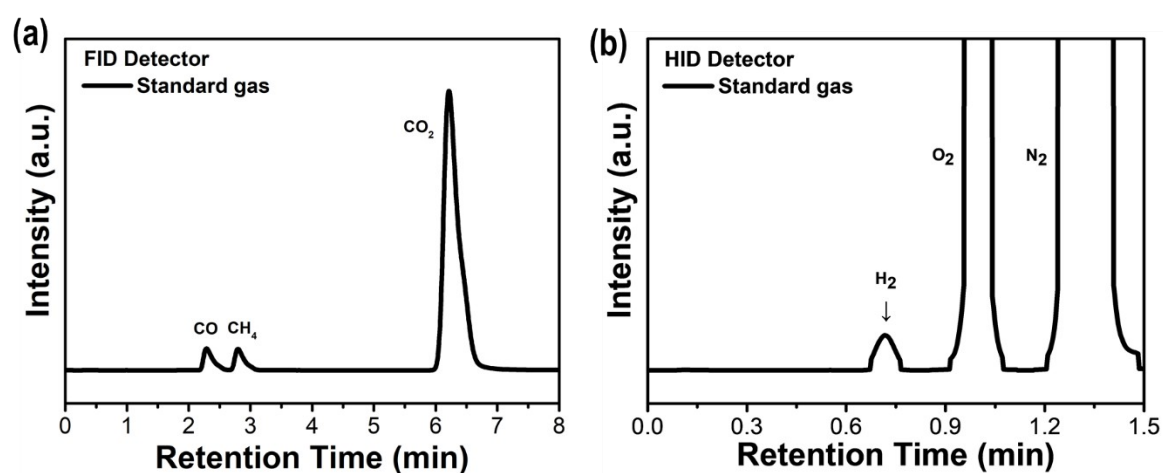 (a)
FID Detector
Standard gas
CO
CH4
CO2
Intensity (a.u.)
0 1 2 3 4 5 6 7 8
Retention Time (min)
(b)
HID Detector
Standard gas
H2
↓
O2
N2
Intensity (a.u.)
0.0 0.3 0.6 0.9 1.2 1.5
Retention Time (min)